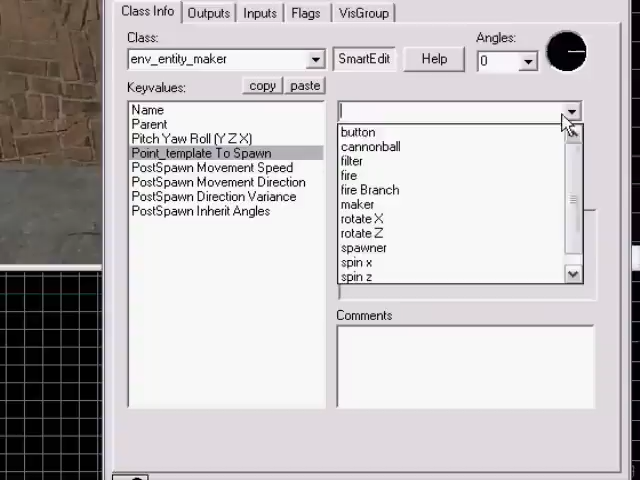 Class Info Outputs Inputs Flags VisGroup
Class: Angles:
env_entity_maker SmartEdit Help 0
Keyvalues: copy paste
Name
Parent
Pitch Yaw Roll (Y Z X)
Point_template To Spawn
PostSpawn Movement Speed
PostSpawn Movement Direction
PostSpawn Direction Variance
PostSpawn Inherit Angles
button
cannonball
filter
fire
fire Branch
maker
rotate X
rotate Z
spawner
spin x
spin z
Comments